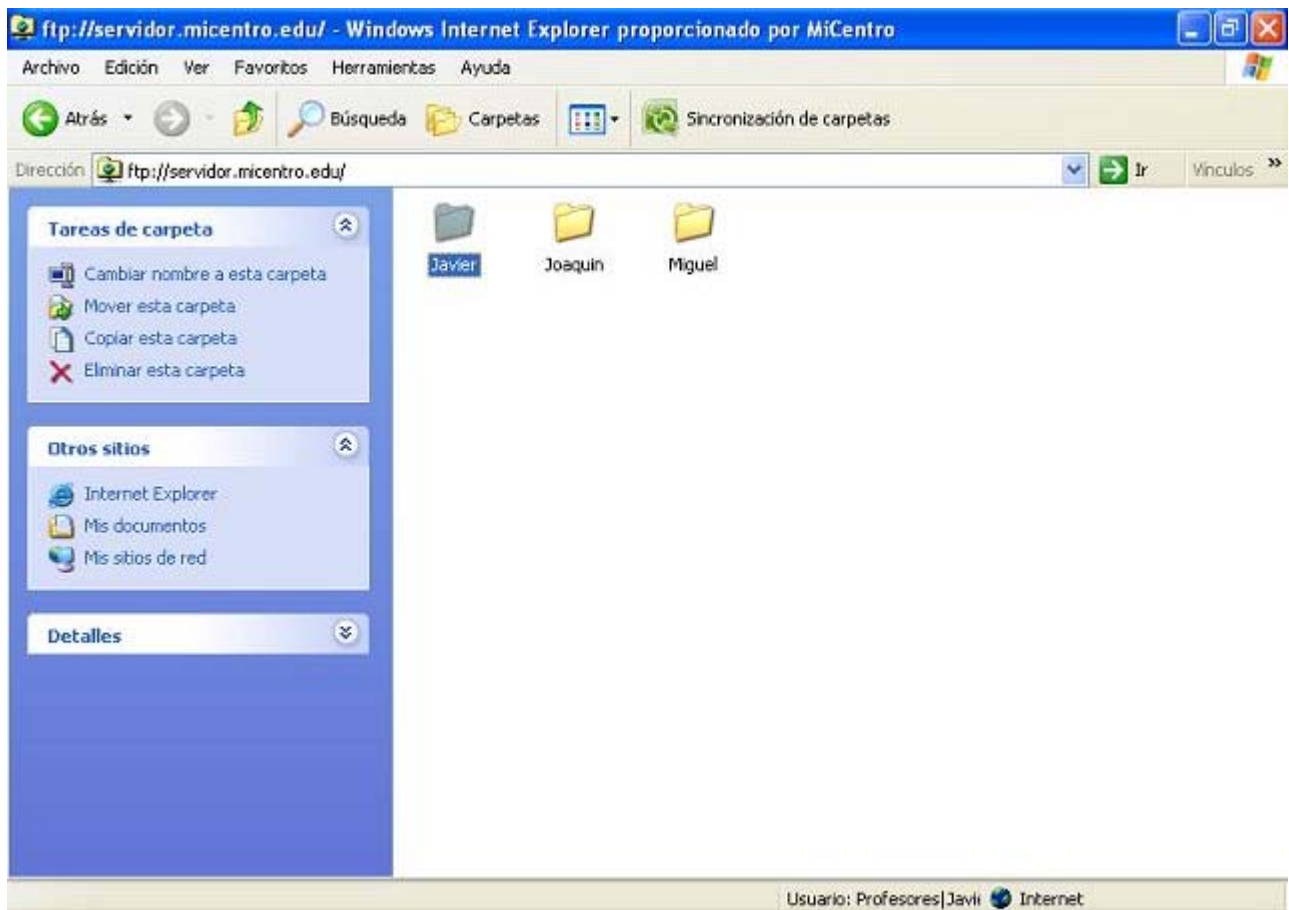 ftp://servidor.micentro.edu/ - Windows Internet Explorer proporcionado por MiCentro
Archivo Edición Ver Favoritos Herramientas Ayuda
Atrás Búsqueda Carpetas Sincronización de carpetas
Dirección ftp://servidor.micentro.edu/ Ir Vínculos »
Tareas de carpeta
Cambiar nombre a esta carpeta
Mover esta carpeta
Copiar esta carpeta
Eliminar esta carpeta
Otros sitios
Internet Explorer
Mis documentos
Mis sitios de red
Detalles
Javier Joaquin Miguel
Usuario: Profesores|Javi Internet